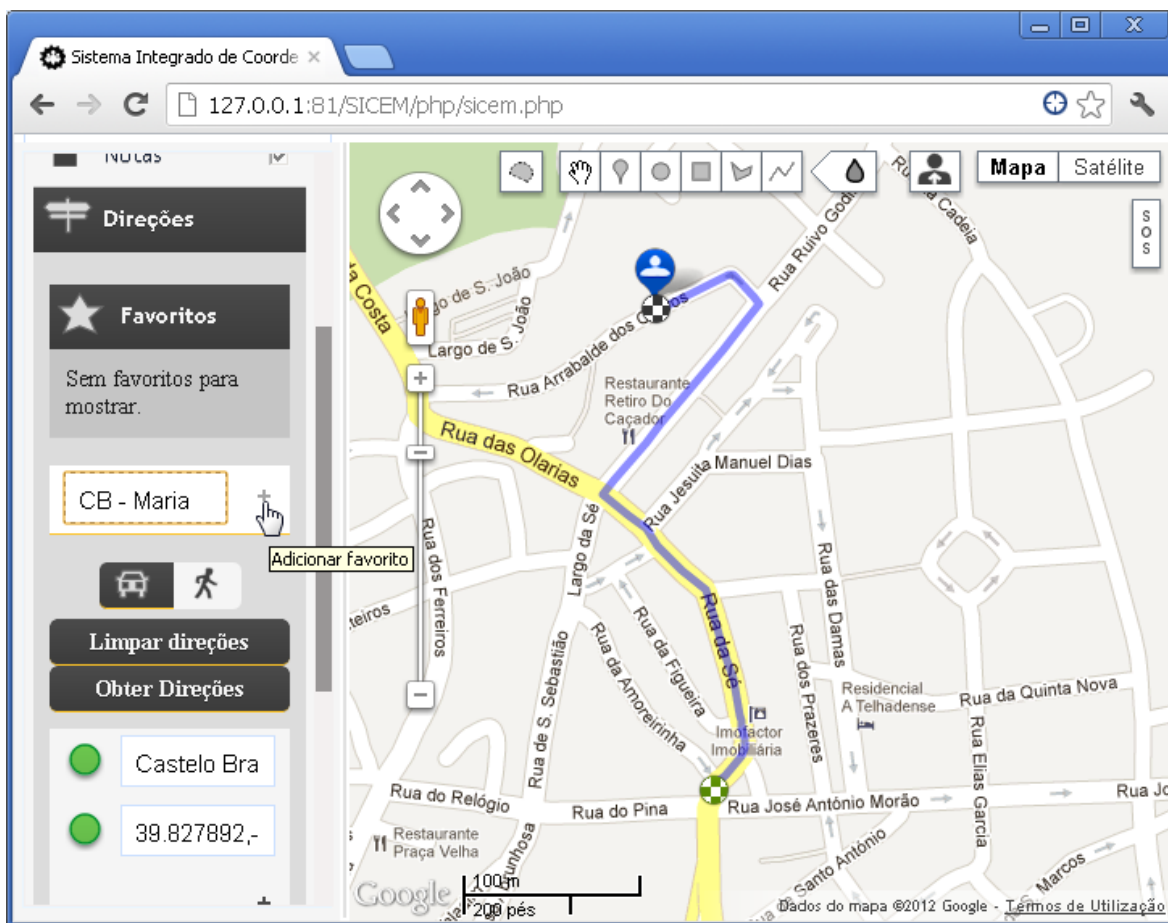 Sistema Integrado de Coorde
127.0.0.1:81/SICEM/php/sicem.php
Notas
Direções
Favoritos
Sem favoritos para
mostrar.
CB - Maria
Adicionar favorito
Limpar direções
Obter Direções
Castelo Bra
39.827892,-
Mapa
Satélite
S
O
S
Rua Ruivo Godi
Cadeia
da Costa
Largo de S. João
Largo de S. João
Rua Arrabalde dos
Restaurante
Retiro Do
Caçador
Rua das Olarias
Rua Jesuita Manuel Dias
Largo da Sé
Rua dos Ferreiros
teiros
Rua da Sé
Rua das Damas
Rua da Figueira
Rua da Amoreirinha
Rua de S. Sebastião
Rua dos Prazeres
Residencial
A Telhadense
Rua da Quinta Nova
Imofactor
Imobiliária
Rua Elias Garcia
Rua do Relógio
Rua do Pina
Rua José António Morão
Rua Jo
Restaurante
Praça Velha
Santo António
S. Marcos
Google
100 m
200 pés
Dados do mapa ©2012 Google - Termos de Utilização